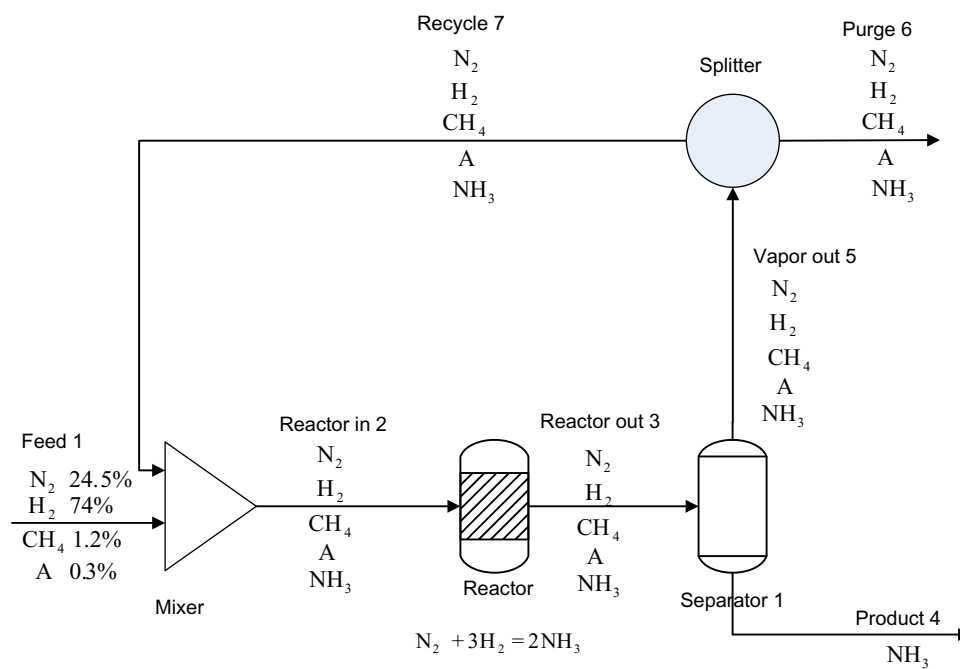 Recycle 7
N2
H2
CH4
A
NH3
Splitter
Purge 6
N2
H2
CH4
A
NH3
Vapor out 5
N2
H2
CH4
A
NH3
Feed 1
N2 24.5%
H2 74%
CH4 1.2%
A 0.3%
Mixer
Reactor in 2
N2
H2
CH4
A
NH3
Reactor
Reactor out 3
N2
H2
CH4
A
NH3
Separator 1
Product 4
NH3
N2 + 3H2 = 2NH3